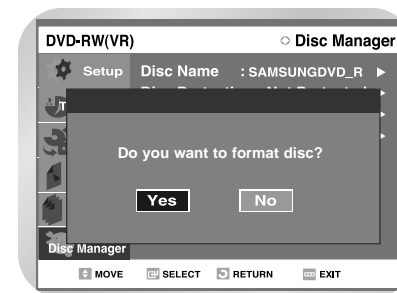 DVD-RW(VR) Disc Manager
Setup Disc Name : SAMSUNGDVD_R
Do you want to format disc?
Yes No
Disc Manager
MOVE SELECT RETURN EXIT